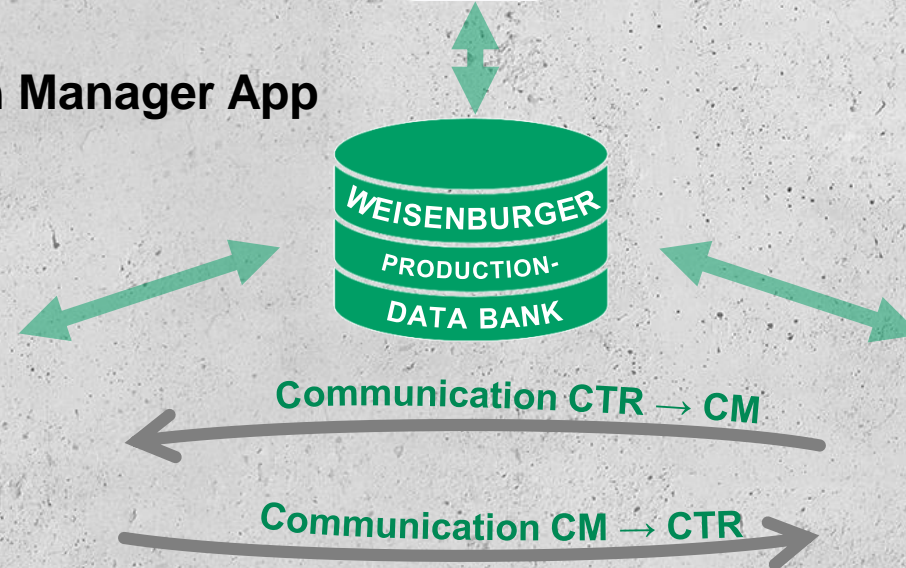 Manager App
WEISENBURGER
PRODUCTION-
DATA BANK
Communication CTR → CM
Communication CM → CTR